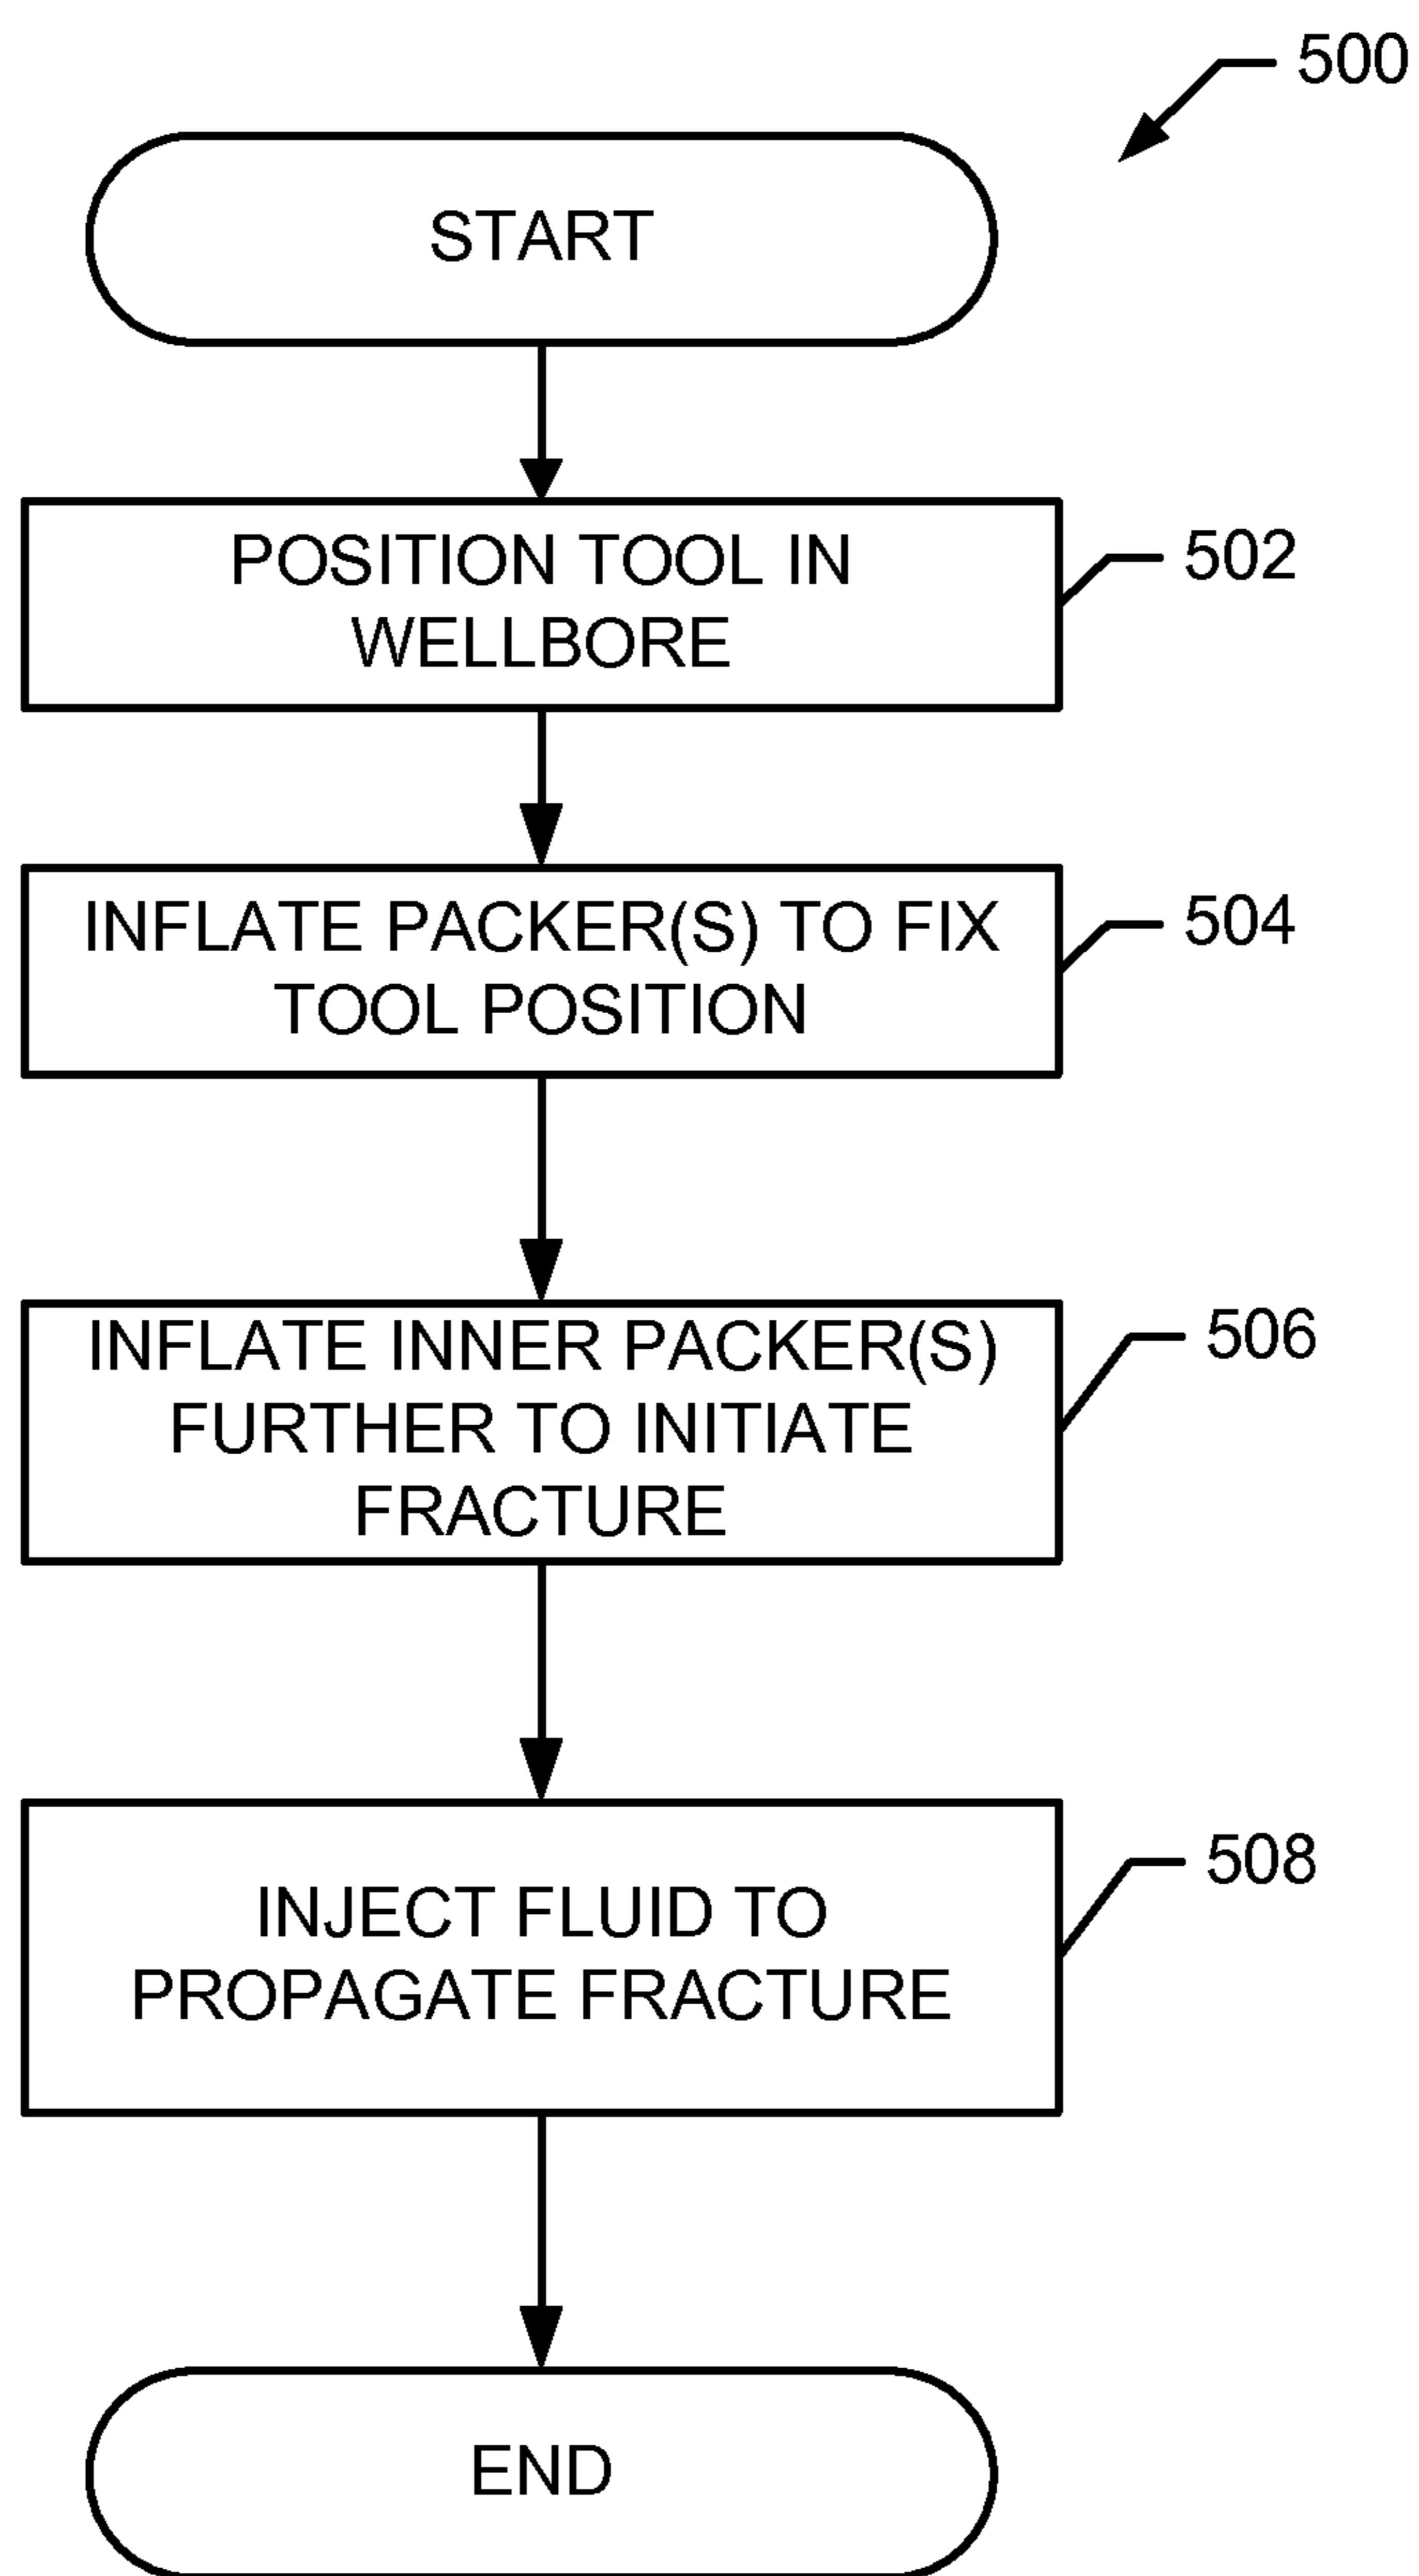 500
START
POSITION TOOL IN
WELLBORE
502
INFLATE PACKER(S) TO FIX
TOOL POSITION
504
INFLATE INNER PACKER(S)
FURTHER TO INITIATE
FRACTURE
506
INJECT FLUID TO
PROPAGATE FRACTURE
508
END